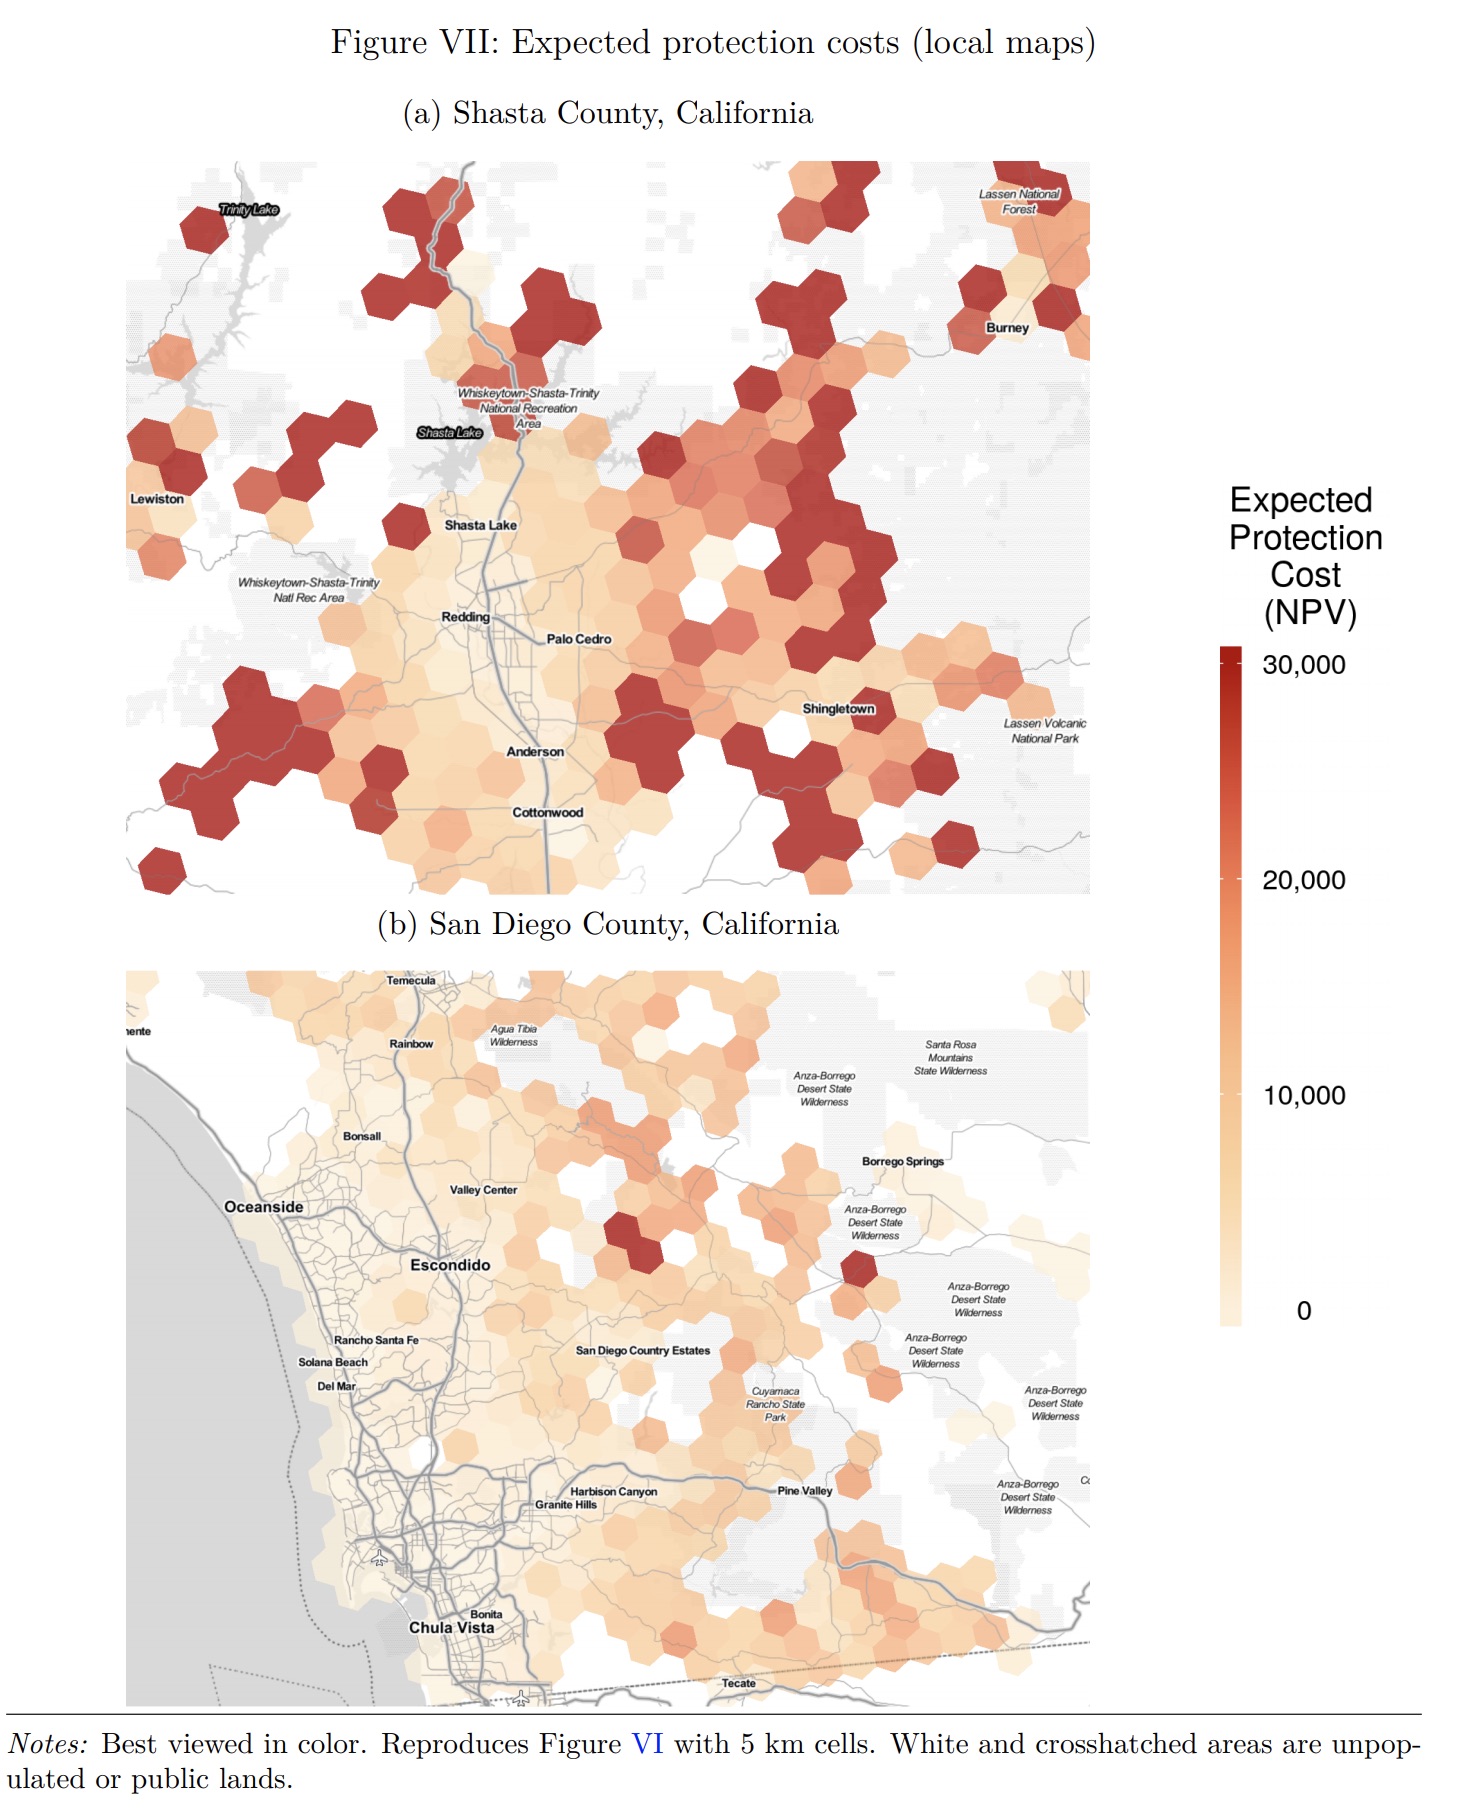 Figure VII: Expected protection costs (local maps)
(a) Shasta County, California
Trinity Lake
Lassen National
Forest
Burney
Whiskeytown-Shasta-Trinity
National Recreation
Area
Shasta Lake
Lewiston
Shasta Lake
Whiskeytown-Shasta-Trinity
Natl Rec Area
Redding
Palo Cedro
Shingletown
Lassen Volcanic
National Park
Anderson
Cottonwood
Expected
Protection
Cost
(NPV)
30,000
20,000
10,000
0
(b) San Diego County, California
Temecula
nente
Agua Tibia
Wilderness
Rainbow
Santa Rosa
Mountains
State Wilderness
Anza-Borrego
Desert State
Wilderness
Bonsall
Borrego Springs
Valley Center
Oceanside
Anza-Borrego
Desert State
Wilderness
Escondido
Anza-Borrego
Desert State
Wilderness
Rancho Santa Fe
San Diego Country Estates
Anza-Borrego
Desert State
Wilderness
Solana Beach
Del Mar
Cuyamaca
Rancho State
Park
Anza-Borrego
Desert State
Wilderness
Harbison Canyon
Pine Valley
Anza-Borrego
Desert State
Wilderness
Granite Hills
Bonita
Chula Vista
Tecate
Notes: Best viewed in color. Reproduces Figure VI with 5 km cells. White and crosshatched areas are unpop-
ulated or public lands.